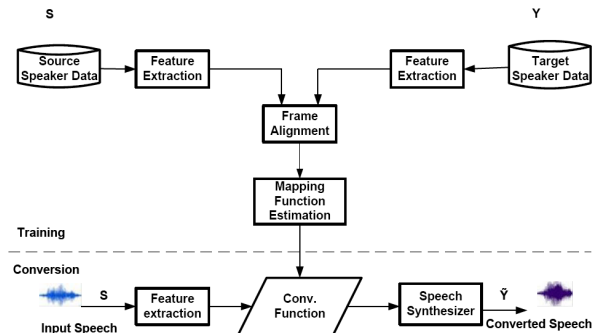 S
Y
Source
Speaker Data
Feature
Extraction
Feature
Extraction
Target
Speaker Data
Frame
Alignment
Mapping
Function
Estimation
Training
Conversion
S
Input Speech
Feature
extraction
Conv.
Function
Speech
Synthesizer
Ỹ
Converted Speech